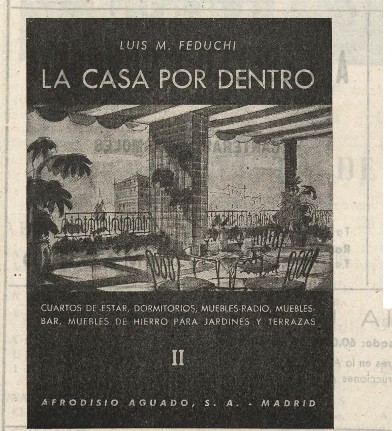 LUIS M. FEDUCHI
LA CASA POR DENTRO
CUARTOS DE ESTAR, DORMITORIOS, MUEBLES-RADIO, MUEBLES-
BAR, MUEBLES DE HIERRO PARA JARDINES Y TERRAZAS
II
AFRODISIO AGUADO, S. A. - MADRID